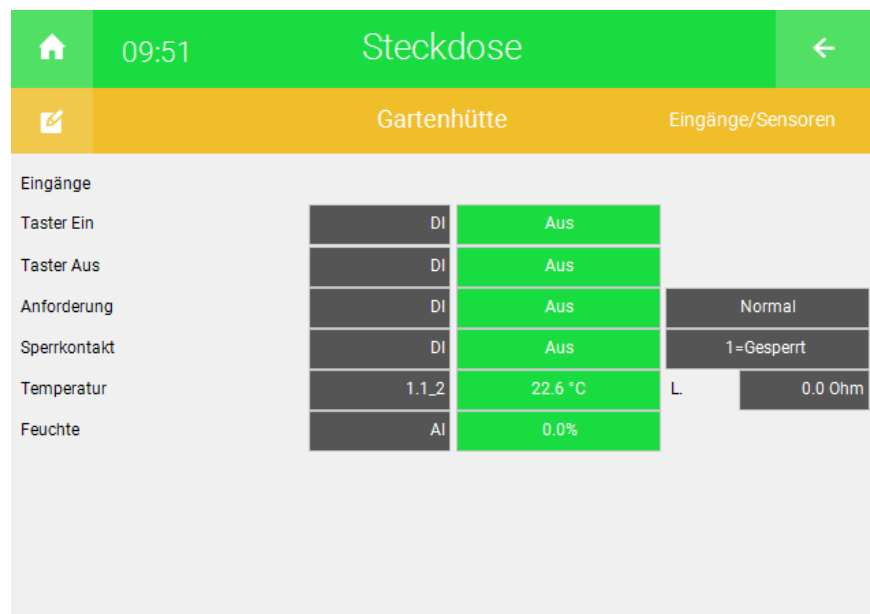 09:51 Steckdose
Gartenhütte Eingänge/Sensoren
Eingänge
Taster Ein DI Aus
Taster Aus DI Aus
Anforderung DI Aus Normal
Sperrkontakt DI Aus 1=Gesperrt
Temperatur 1.1_2 22.6 °C L. 0.0 Ohm
Feuchte AI 0.0%